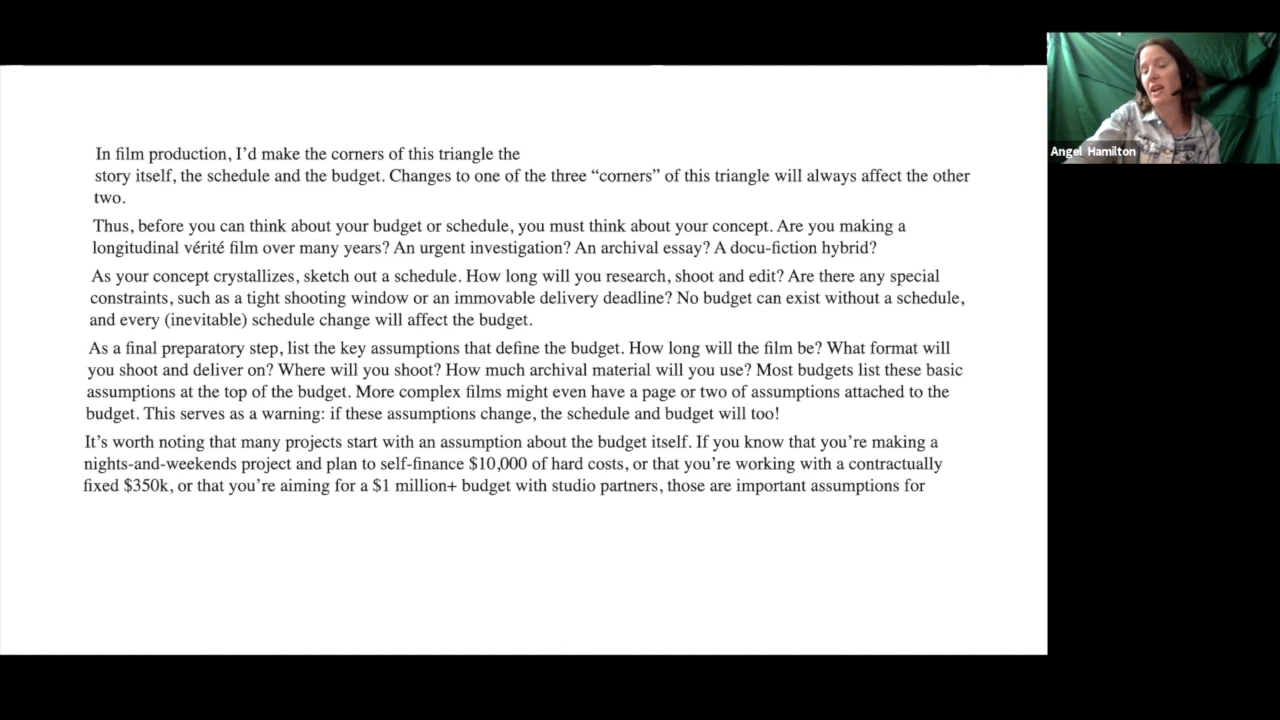 In film production, I’d make the corners of this triangle the
story itself, the schedule and the budget. Changes to one of the three “corners” of this triangle will always affect the other
two.
Thus, before you can think about your budget or schedule, you must think about your concept. Are you making a
longitudinal vérité film over many years? An urgent investigation? An archival essay? A docu-fiction hybrid?
As your concept crystallizes, sketch out a schedule. How long will you research, shoot and edit? Are there any special
constraints, such as a tight shooting window or an immovable delivery deadline? No budget can exist without a schedule,
and every (inevitable) schedule change will affect the budget.
As a final preparatory step, list the key assumptions that define the budget. How long will the film be? What format will
you shoot and deliver on? Where will you shoot? How much archival material will you use? Most budgets list these basic
assumptions at the top of the budget. More complex films might even have a page or two of assumptions attached to the
budget. This serves as a warning: if these assumptions change, the schedule and budget will too!
It’s worth noting that many projects start with an assumption about the budget itself. If you know that you’re making a
nights-and-weekends project and plan to self-finance $10,000 of hard costs, or that you’re working with a contractually
fixed $350k, or that you’re aiming for a $1 million+ budget with studio partners, those are important assumptions for
Angel Hamilton